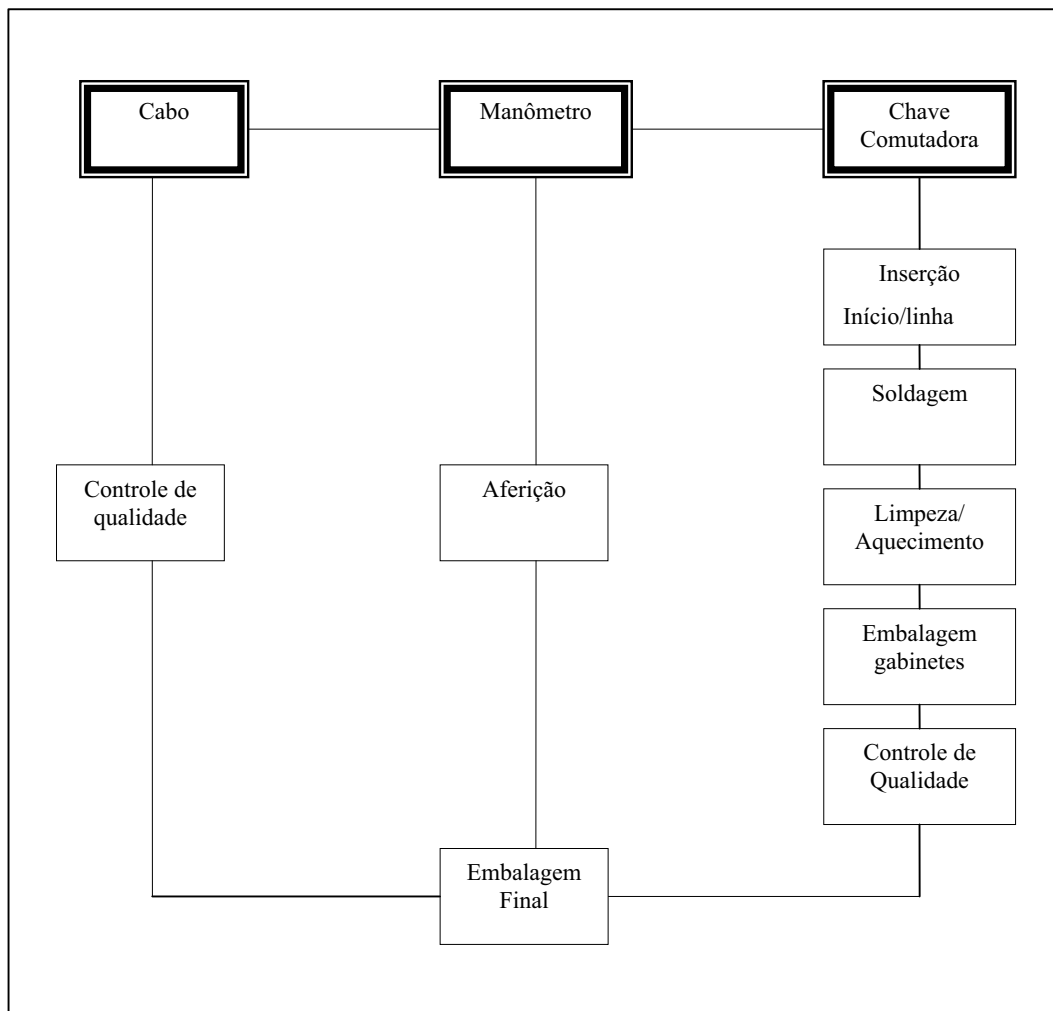 Cabo
Manômetro
Chave
Comutadora
Inserção
Início/linha
Soldagem
Controle de
qualidade
Aferição
Limpeza/
Aquecimento
Embalagem
gabinetes
Controle de
Qualidade
Embalagem
Final